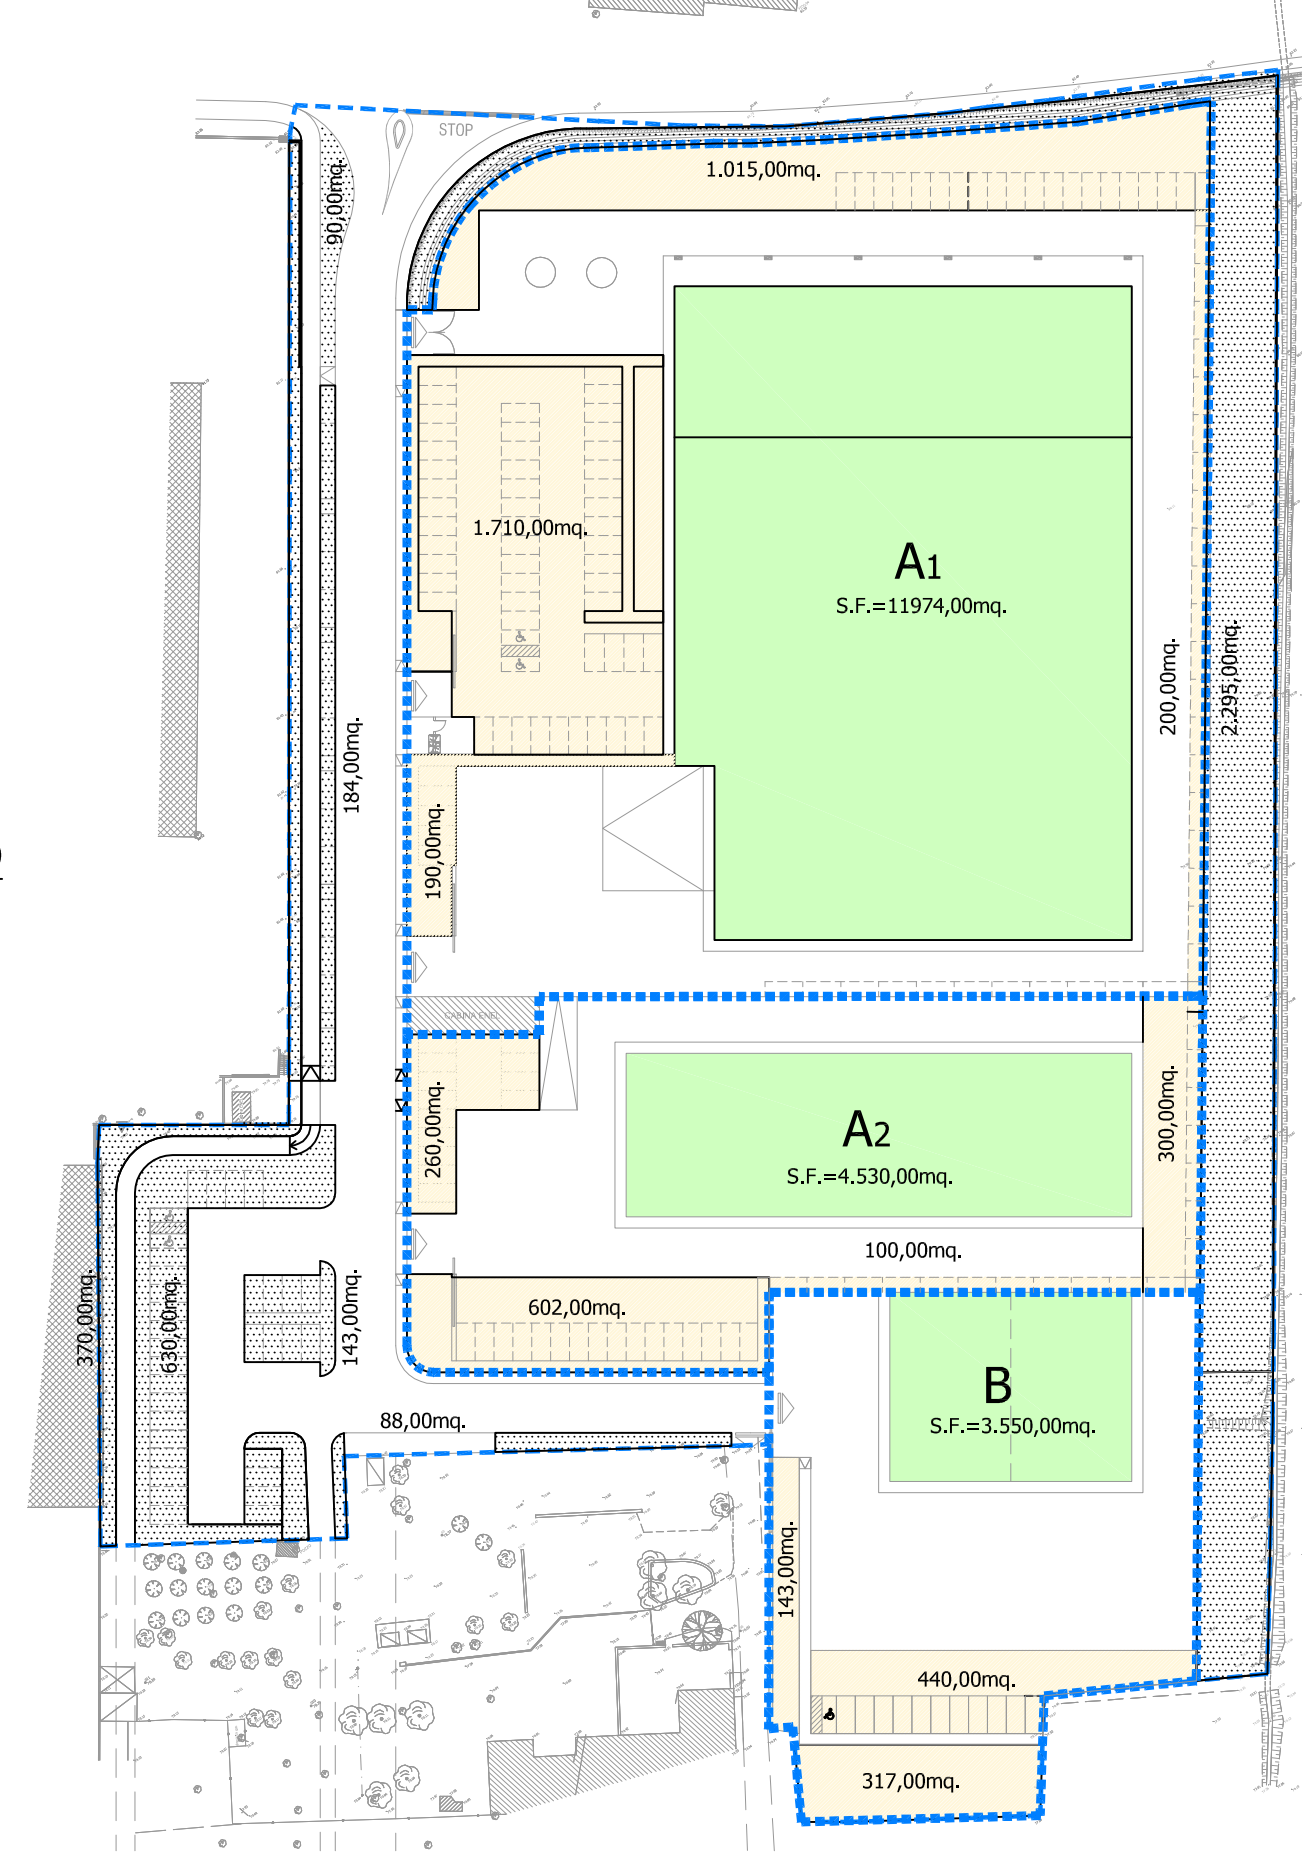 STOP
1.015,00mq.
90,00mq.
1.710,00mq.
A1
S.F.=11974,00mq.
200,00mq.
2.295,00mq.
184,00mq.
190,00mq.
CABINA ENEL
260,00mq.
A2
S.F.=4.530,00mq.
300,00mq.
100,00mq.
370,00mq.
630,00mq.
143,00mq.
602,00mq.
B
S.F.=3.550,00mq.
88,00mq.
143,00mq.
440,00mq.
317,00mq.